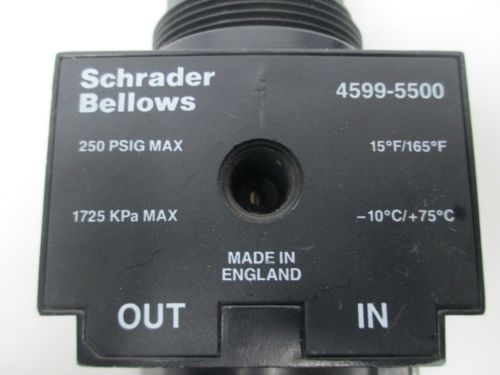 Schrader
Bellows
4599-5500
250 PSIG MAX
15°F/165°F
1725 KPa MAX
−10°C/+75°C
MADE IN
ENGLAND
OUT
IN